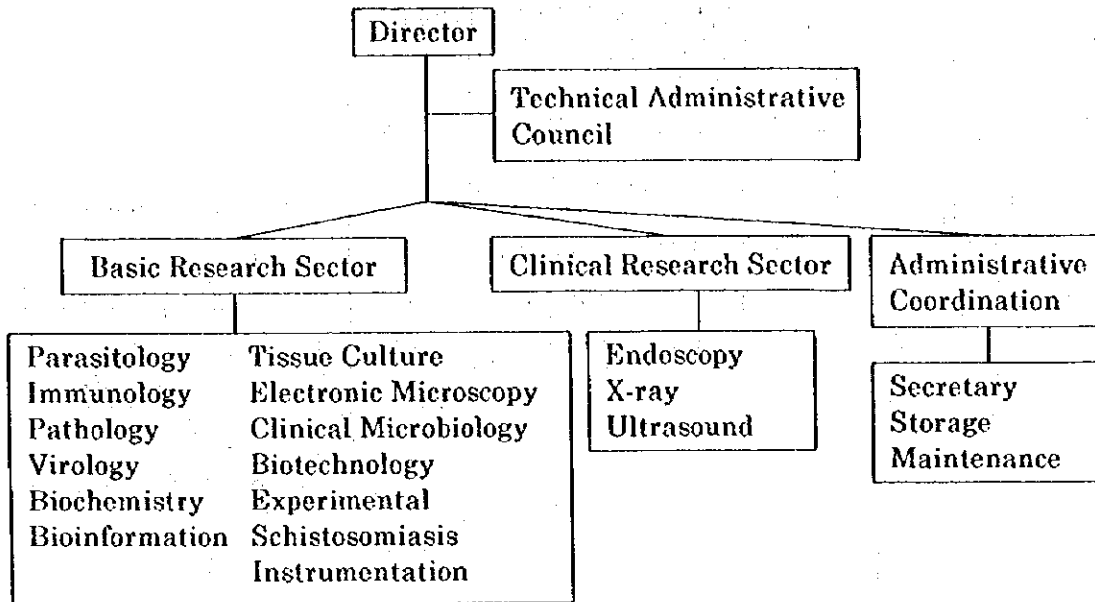 Director
Technical Administrative
Council
Basic Research Sector
Clinical Research Sector
Administrative
Coordination
Parasitology
Immunology
Pathology
Virology
Biochemistry
Bioinformation
Tissue Culture
Electronic Microscopy
Clinical Microbiology
Biotechnology
Experimental
Schistosomiasis
Instrumentation
Endoscopy
X-ray
Ultrasound
Secretary
Storage
Maintenance